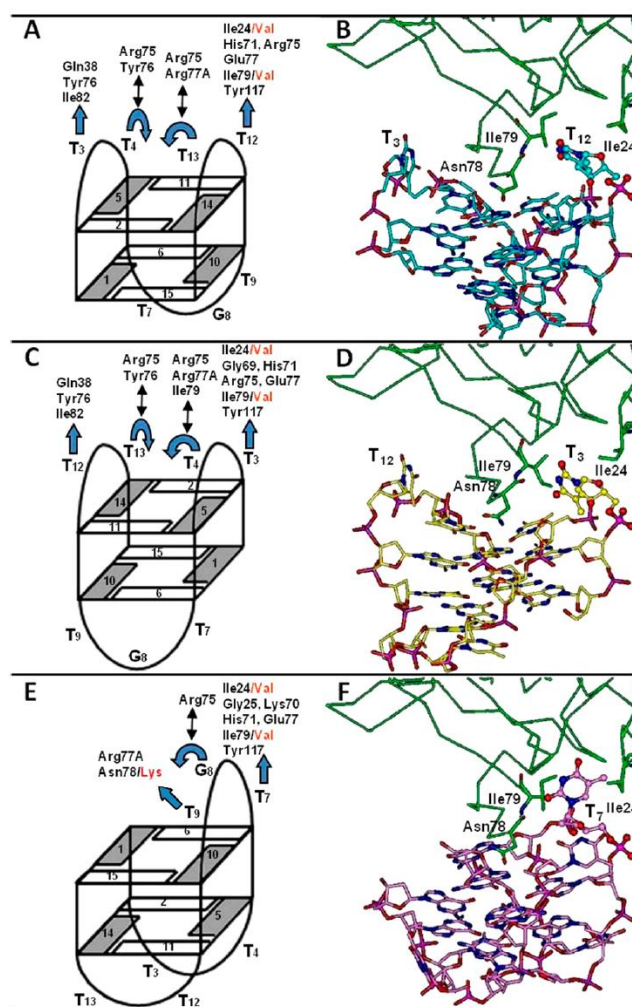 A
Gln38
Tyr76
Ile82
Arg75
Tyr76
Arg75
Arg77A
Ile24/Val
His71, Arg75
Glu77
Ile79/Val
Tyr117
T3
T4
T13
T12
11
5
14
2
6
1
10
15
T9
T7
G8
B
T3
Asn78
Ile79
T12
Ile24
C
Gln38
Tyr76
Ile82
Arg75
Tyr76
Arg75
Arg77A
Ile79
Ile24/Val
Gly69, His71
Arg75, Glu77
Ile79/Val
Tyr117
T12
T13
T4
T3
2
14
5
11
15
10
1
6
T9
T7
G8
D
T12
Ile79
Asn78
T3
Ile24
E
Arg77A
Asn78/Lys
Arg75
Ile24/Val
Gly25, Lys70
His71, Glu77
Ile79/Val
Tyr117
G8
T7
T9
6
1
10
15
2
5
14
11
T3
T4
T13
T12
F
Ile79
Asn78
T7
Ile24